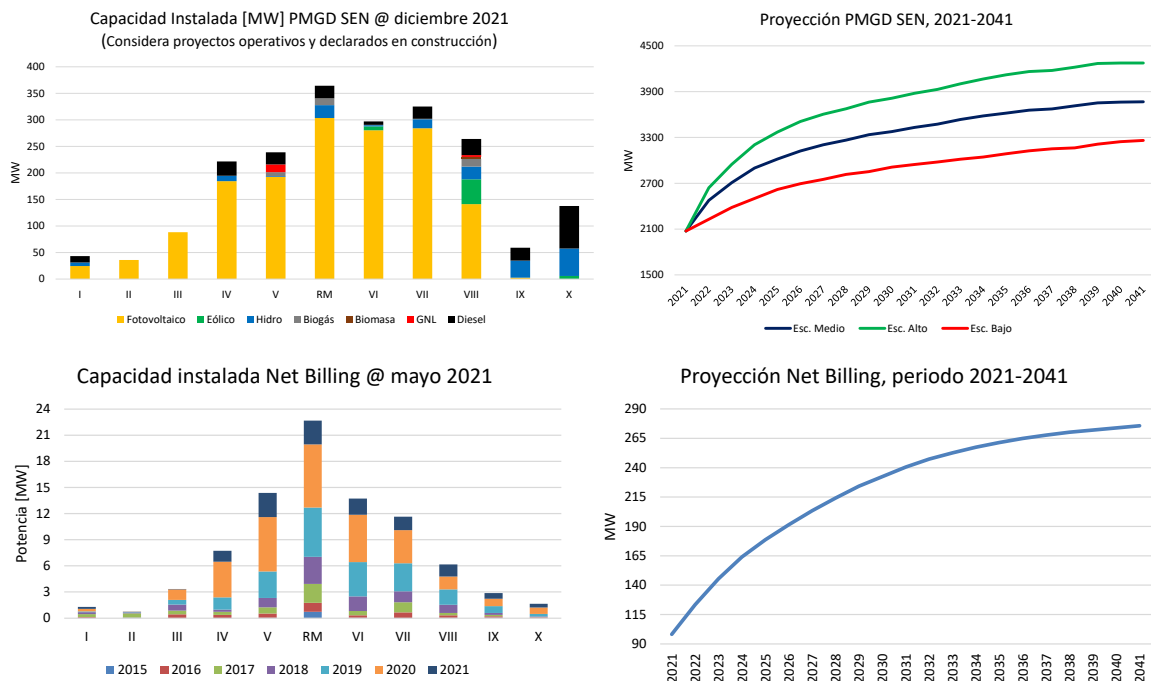 Capacidad Instalada [MW] PMGD SEN @ diciembre 2021
(Considera proyectos operativos y declarados en construcción)
400
350
300
250
200
150
100
50
0
MW
I II III IV V RM VI VII VIII IX X
Fotovoltaico Eólico Hidro Biogás Biomasa GNL Diesel
Proyección PMGD SEN, 2021-2041
4500
3900
3300
2700
2100
1500
MW
2021 2022 2023 2024 2025 2026 2027 2028 2029 2030 2031 2032 2033 2034 2035 2036 2037 2038 2039 2040 2041
Esc. Medio Esc. Alto Esc. Bajo
Capacidad instalada Net Billing @ mayo 2021
24
21
18
15
12
9
6
3
0
Potencia [MW]
I II III IV V RM VI VII VIII IX X
2015 2016 2017 2018 2019 2020 2021
Proyección Net Billing, periodo 2021-2041
290
265
240
215
190
165
140
115
90
MW
2021 2022 2023 2024 2025 2026 2027 2028 2029 2030 2031 2032 2033 2034 2035 2036 2037 2038 2039 2040 2041